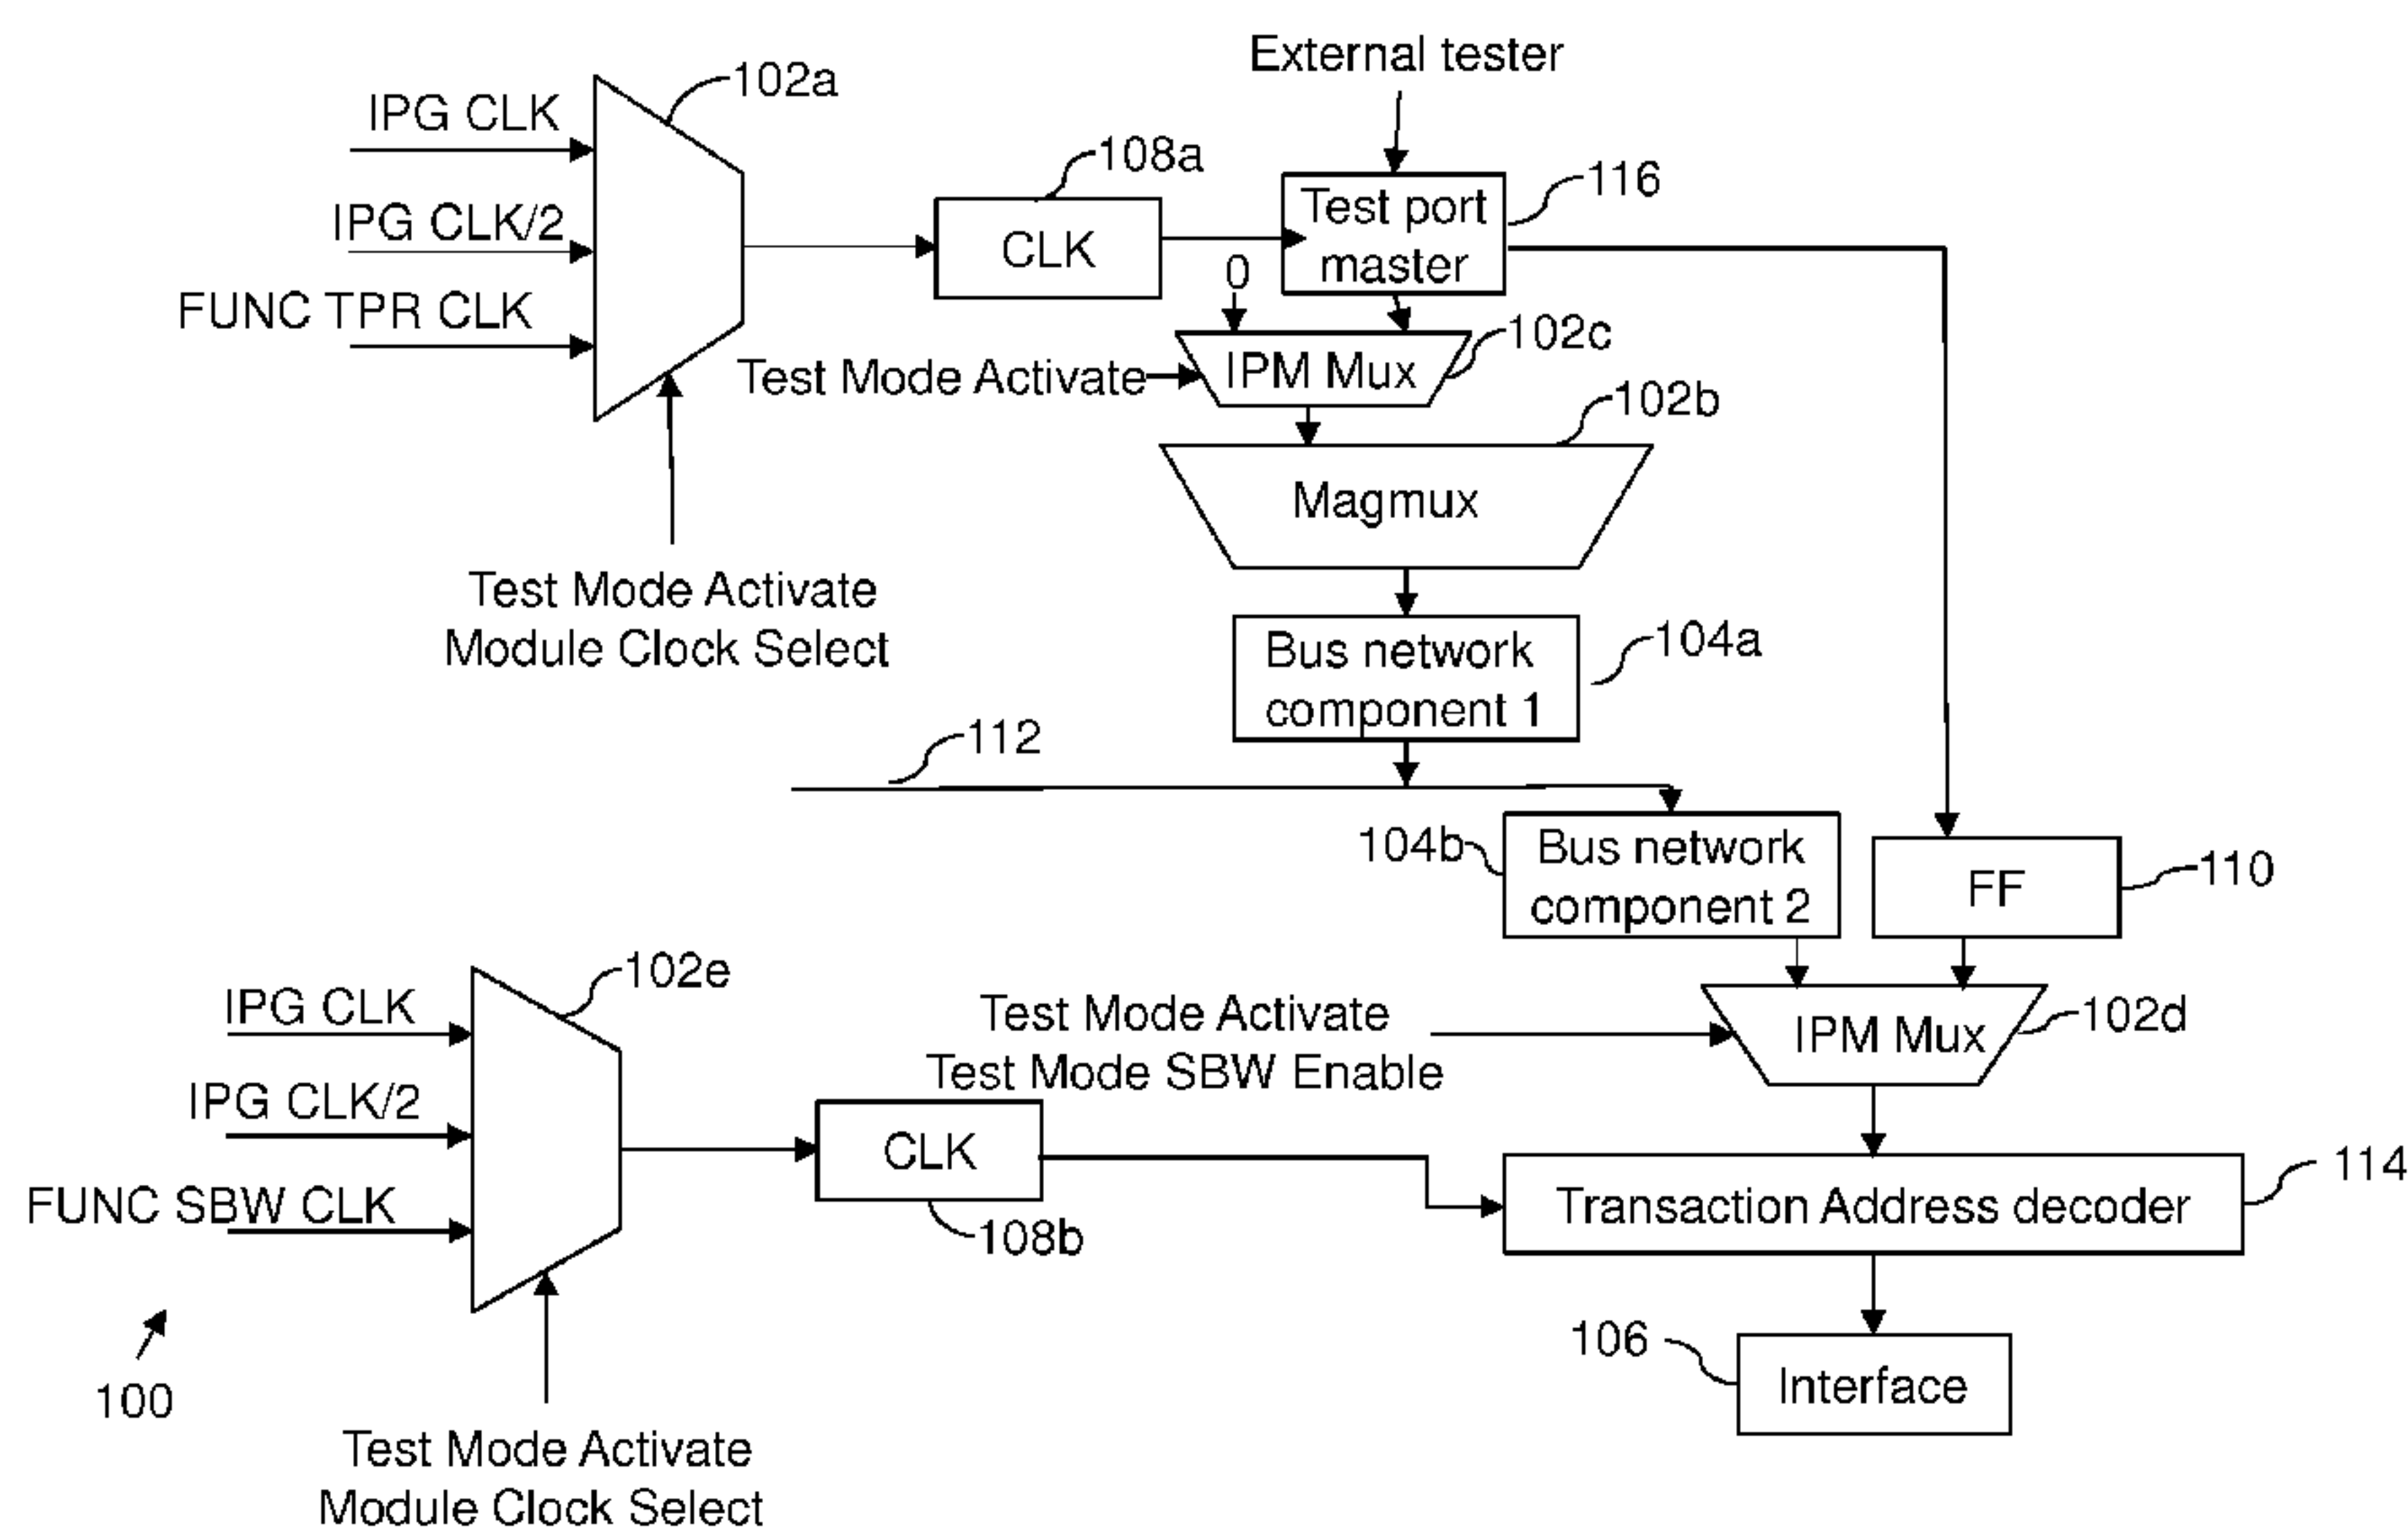 External tester
102a
IPG CLK
108a
116
IPG CLK/2
CLK
Test port
master
0
FUNC TPR CLK
102c
Test Mode Activate
IPM Mux
102b
Magmux
Test Mode Activate
Module Clock Select
Bus network
component 1
104a
112
104b
Bus network
component 2
FF
110
102e
IPG CLK
Test Mode Activate
Test Mode SBW Enable
IPM Mux
102d
IPG CLK/2
CLK
FUNC SBW CLK
108b
Transaction Address decoder
114
106
Interface
100
Test Mode Activate
Module Clock Select